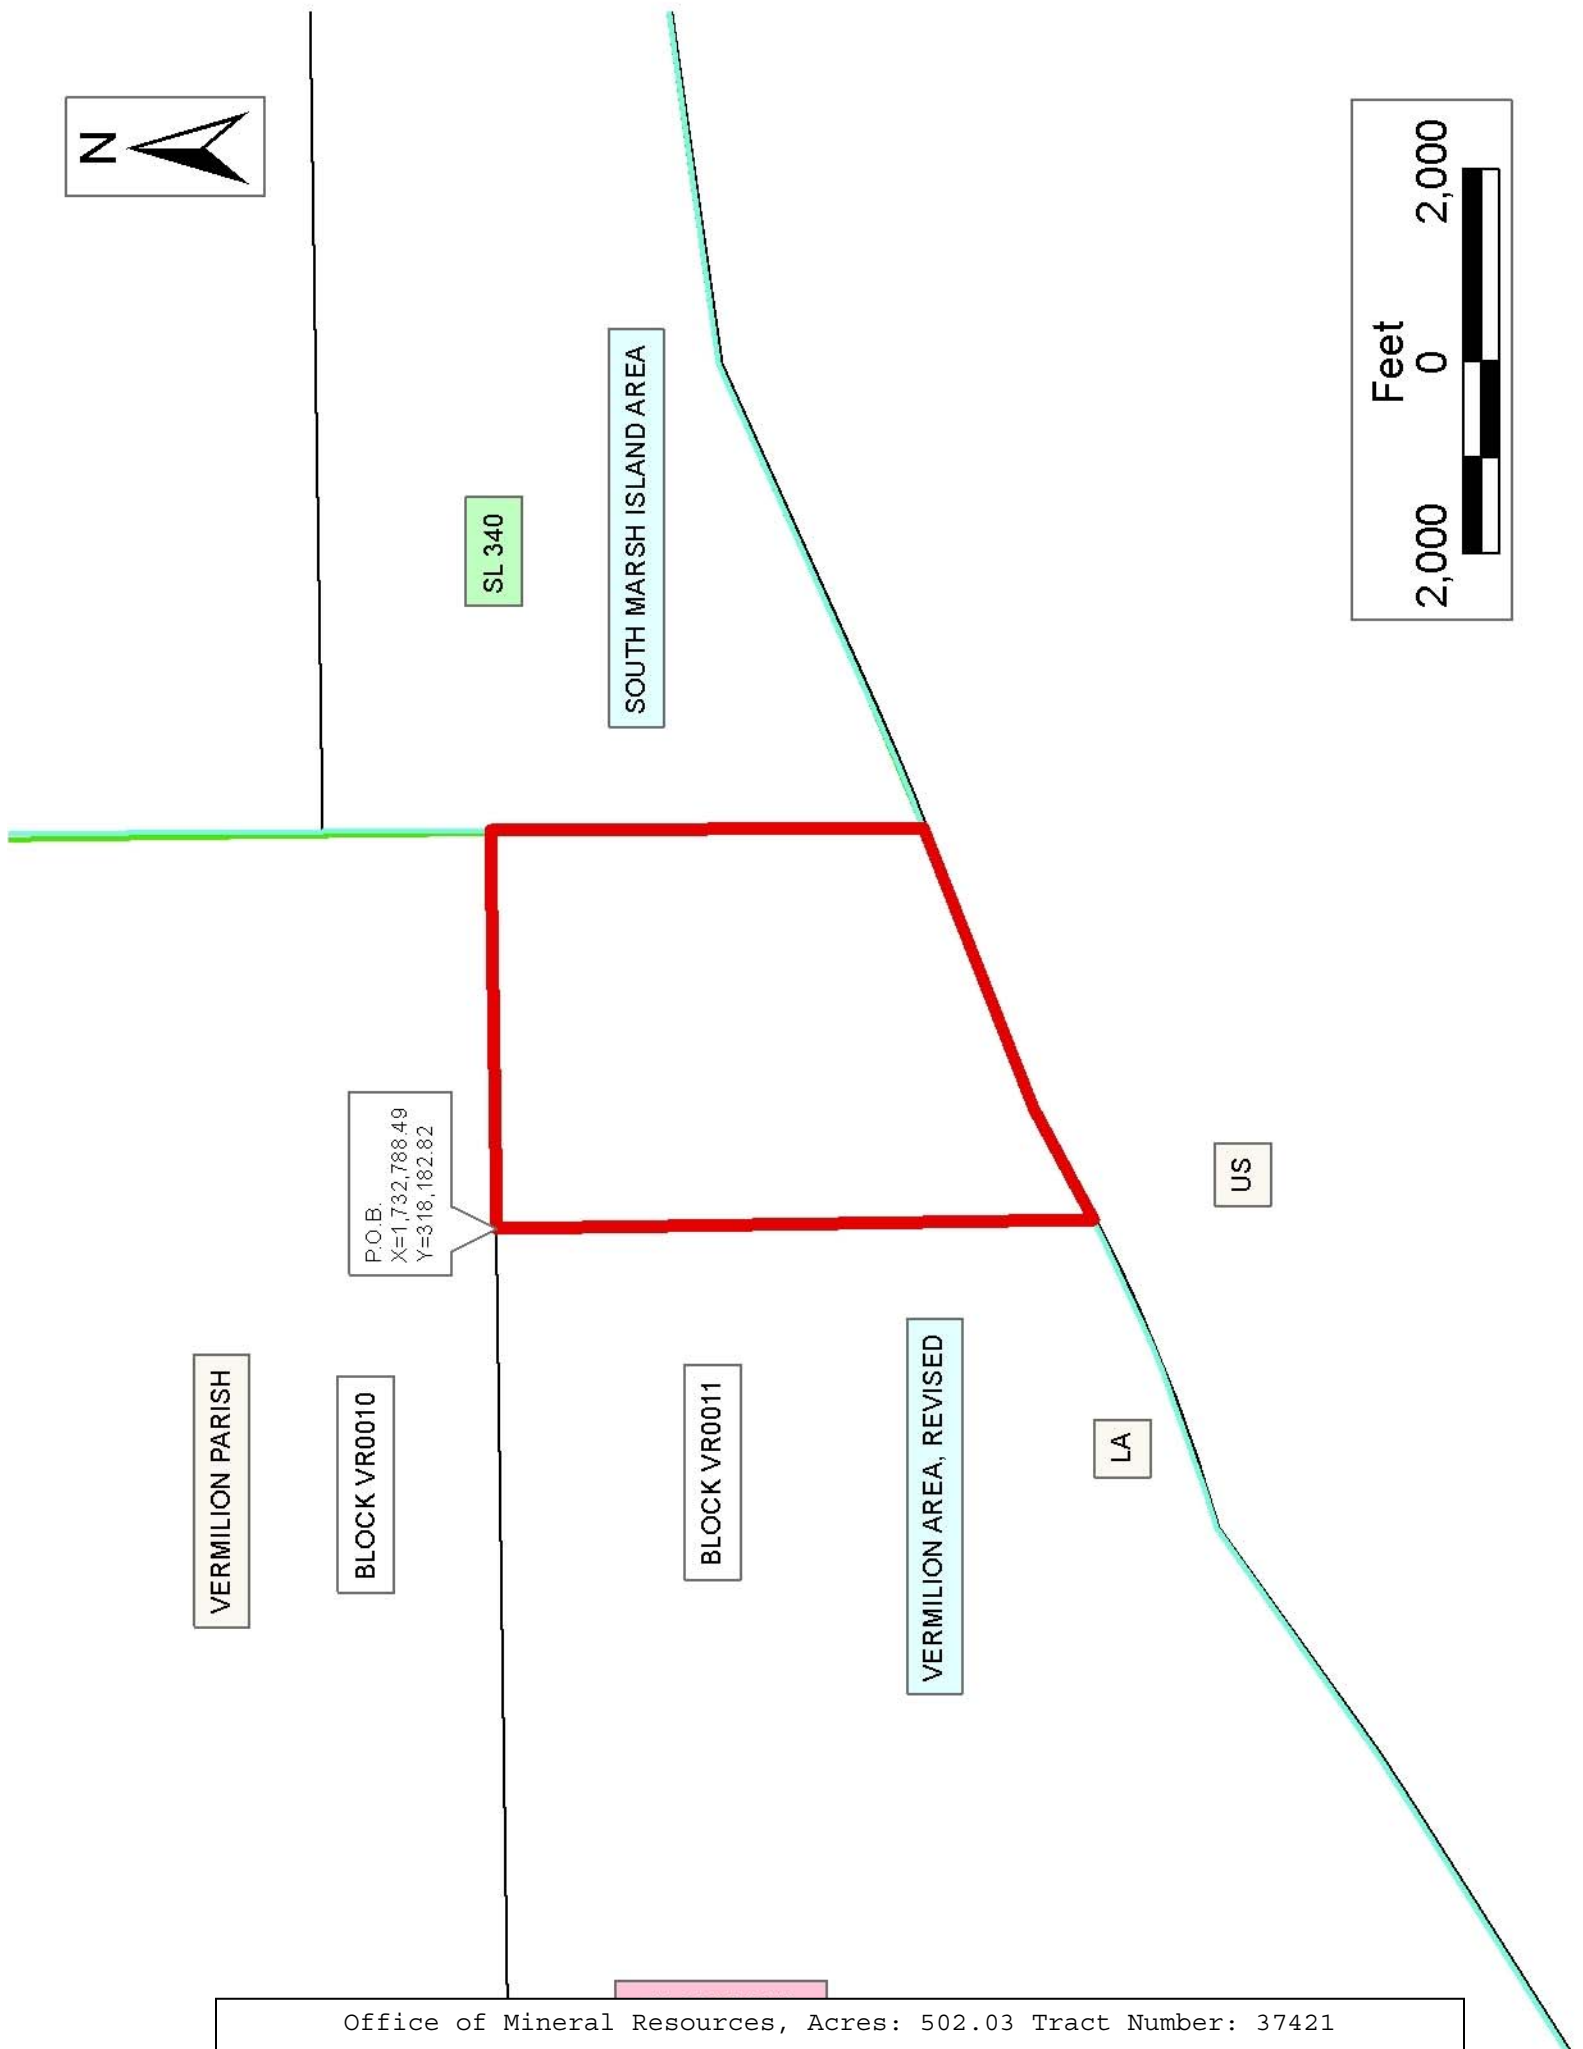 N
VERMILION PARISH
BLOCK VR0010
P.O.B.
X=1,732,788.49
Y=318,182.82
SL 340
SOUTH MARSH ISLAND AREA
BLOCK VR0011
VERMILION AREA, REVISED
LA
US
Feet
2,000 0 2,000
Office of Mineral Resources, Acres: 502.03 Tract Number: 37421